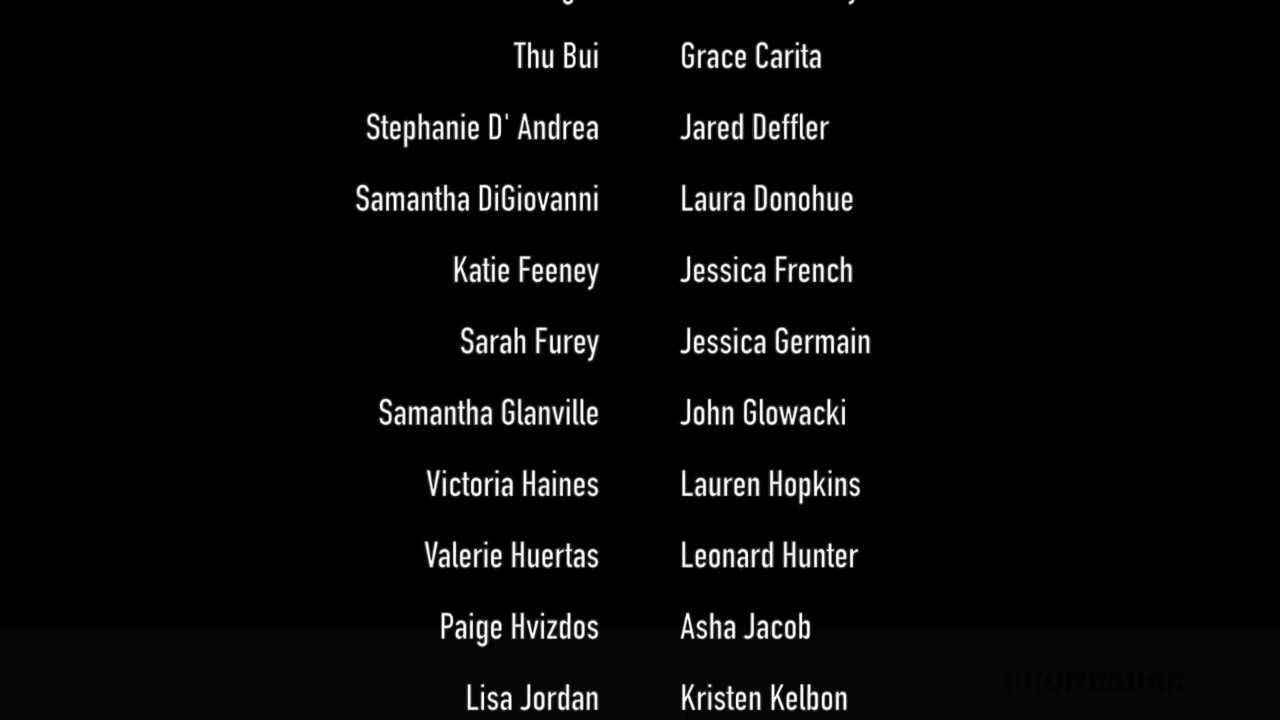 Thu Bui Grace Carita
Stephanie D' Andrea Jared Deffler
Samantha DiGiovanni Laura Donohue
Katie Feeney Jessica French
Sarah Furey Jessica Germain
Samantha Glanville John Glowacki
Victoria Haines Lauren Hopkins
Valerie Huertas Leonard Hunter
Paige Hvizdos Asha Jacob
information
Lisa Jordan Kristen Kelbon